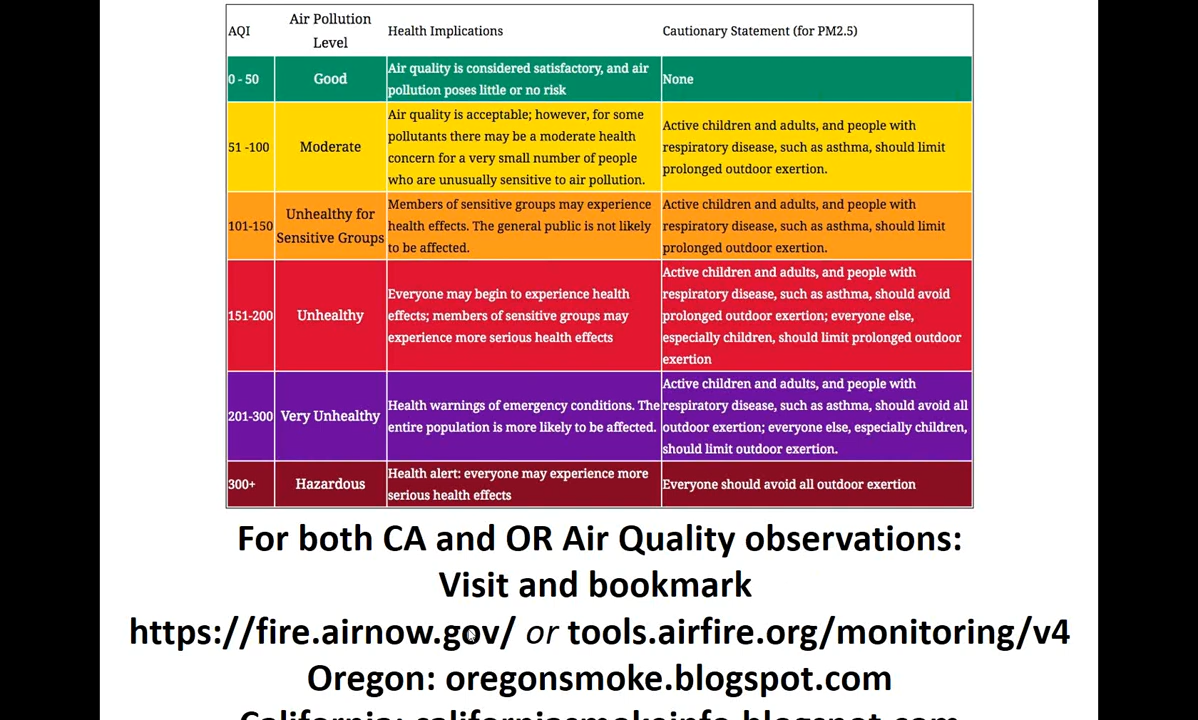 AQI
Air Pollution
Level
Health Implications
Cautionary Statement (for PM2.5)
0 - 50
Good
Air quality is considered satisfactory, and air
pollution poses little or no risk
None
51 -100
Moderate
Air quality is acceptable; however, for some
pollutants there may be a moderate health
concern for a very small number of people
who are unusually sensitive to air pollution.
Active children and adults, and people with
respiratory disease, such as asthma, should limit
prolonged outdoor exertion.
101-150
Unhealthy for
Sensitive Groups
Members of sensitive groups may experience
health effects. The general public is not likely
to be affected.
Active children and adults, and people with
respiratory disease, such as asthma, should limit
prolonged outdoor exertion.
151-200
Unhealthy
Everyone may begin to experience health
effects; members of sensitive groups may
experience more serious health effects
Active children and adults, and people with
respiratory disease, such as asthma, should avoid
prolonged outdoor exertion; everyone else,
especially children, should limit prolonged outdoor
exertion
201-300
Very Unhealthy
Health warnings of emergency conditions. The
entire population is more likely to be affected.
Active children and adults, and people with
respiratory disease, such as asthma, should avoid all
outdoor exertion; everyone else, especially children,
should limit outdoor exertion.
300+
Hazardous
Health alert: everyone may experience more
serious health effects
Everyone should avoid all outdoor exertion
For both CA and OR Air Quality observations:
Visit and bookmark
https://fire.airnow.gov/ or tools.airfire.org/monitoring/v4
Oregon: oregonsmoke.blogspot.com
California: californiasmokeinfo.blogspot.com